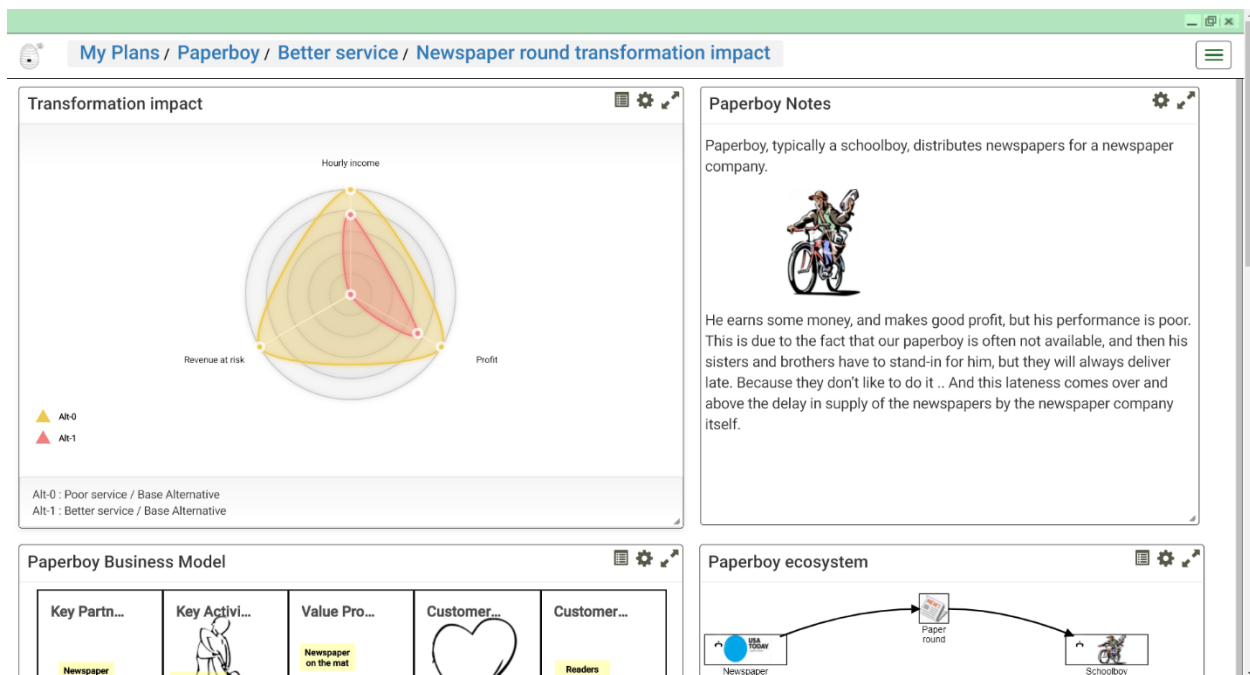 My Plans / Paperboy / Better service / Newspaper round transformation impact
Transformation impact
Hourly income
Revenue at risk
Profit
Alt-0
Alt-1
Alt-0 : Poor service / Base Alternative
Alt-1 : Better service / Base Alternative
Paperboy Notes
Paperboy, typically a schoolboy, distributes newspapers for a newspaper
company.
He earns some money, and makes good profit, but his performance is poor.
This is due to the fact that our paperboy is often not available, and then his
sisters and brothers have to stand-in for him, but they will always deliver
late. Because they don't like to do it .. And this lateness comes over and
above the delay in supply of the newspapers by the newspaper company
itself.
Paperboy Business Model
Key Partn...
Key Activi...
Value Pro...
Customer...
Customer...
Newspaper
Newspaper
on the mat
Readers
Paperboy ecosystem
NEWS
Paper
round
USA
TODAY
Newspaper
Schoolboy